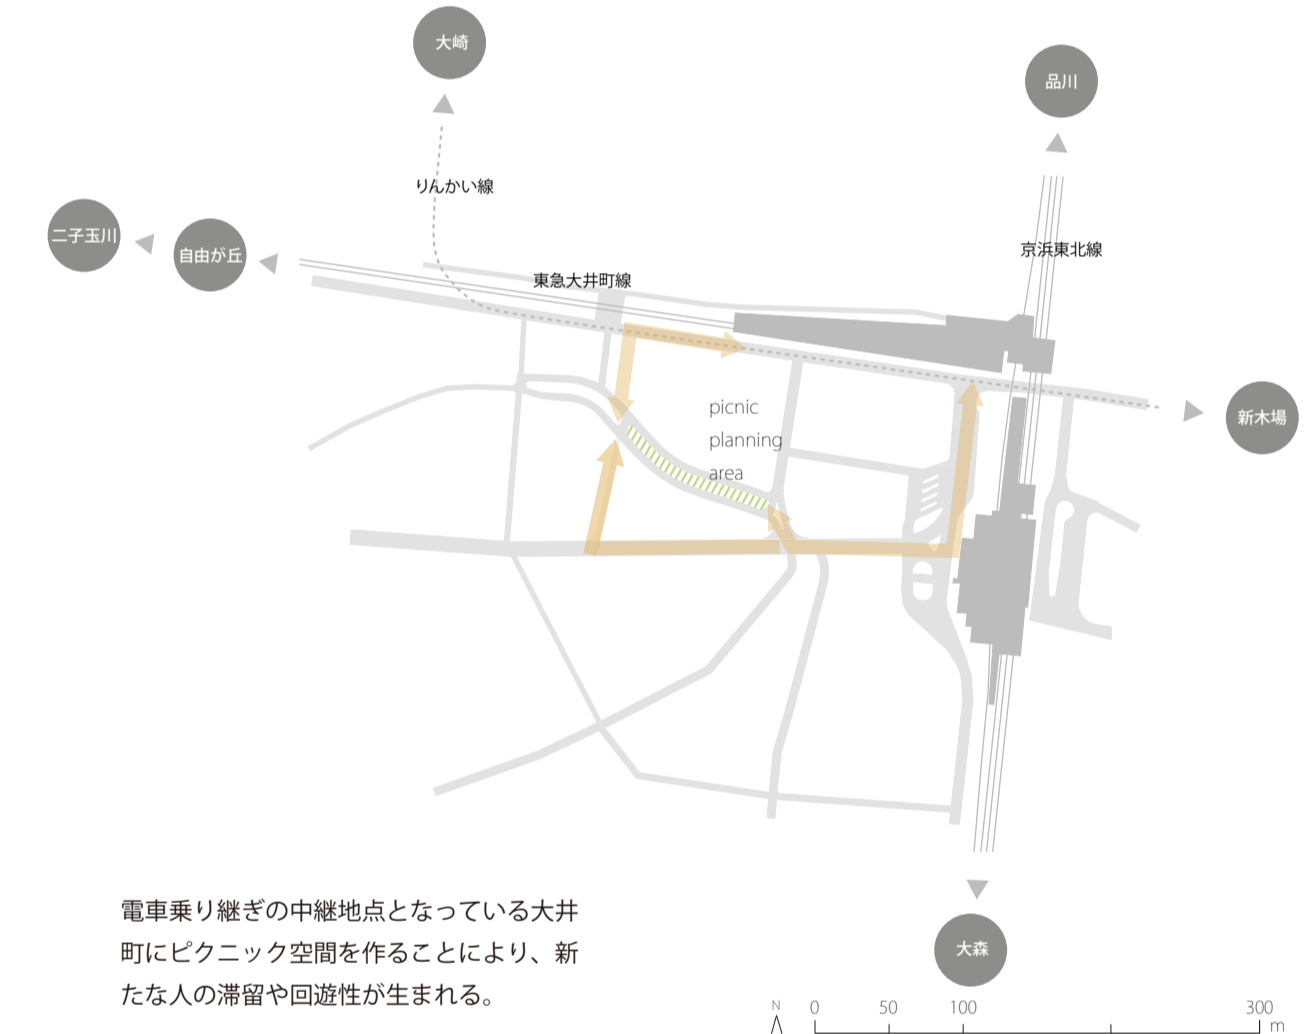 大崎
品川
りんかい線
二子玉川
自由が丘
京浜東北線
東急大井町線
picnic
planning
area
新木場
電車乗り継ぎの中継地点となっている大井
町にピクニック空間を作ることにより、新
たな人の滞留や回遊性が生まれる。
大森
N 0 50 100 300
m